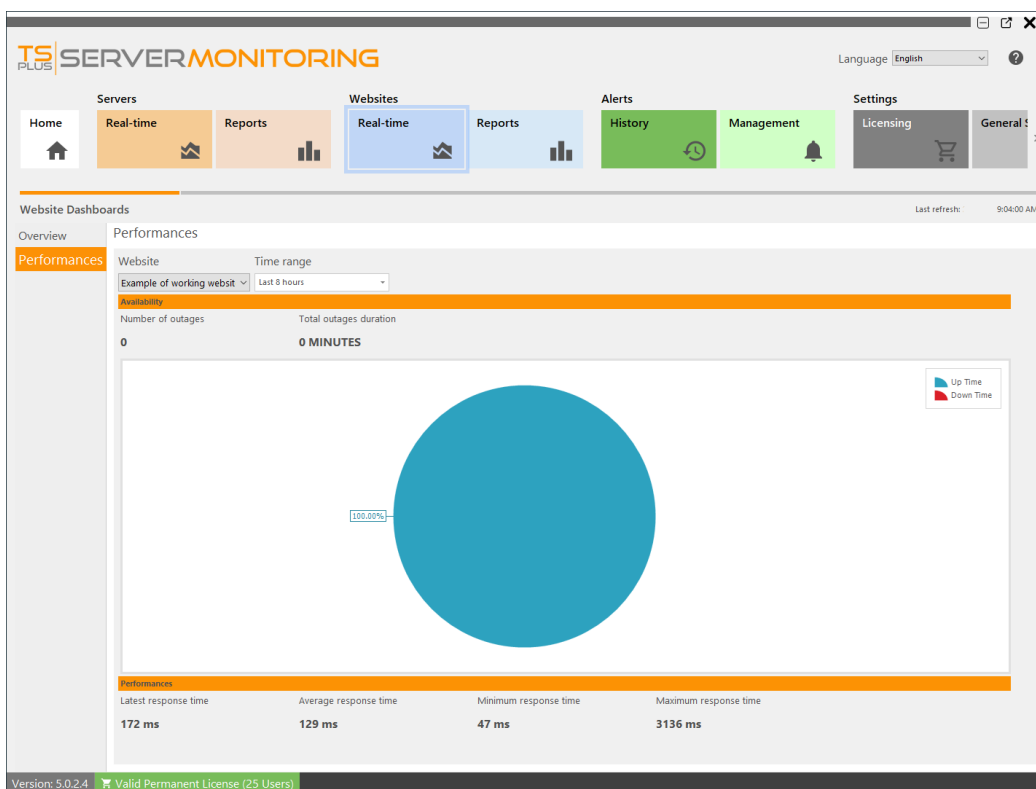 TS PLUS SERVERMONITORING
Language English
Servers Websites Alerts Settings
Home Real-time Reports Real-time Reports History Management Licensing General S
Website Dashboards Last refresh: 9:04:00 AM
Overview
Performances
Performances
Website Time range
Example of working websit Last 8 hours
Availability
Number of outages Total outages duration
0 0 MINUTES
Up Time
Down Time
100.00%
Performances
Latest response time Average response time Minimum response time Maximum response time
172 ms 129 ms 47 ms 3136 ms
Version: 5.0.2.4 Valid Permanent License (25 Users)